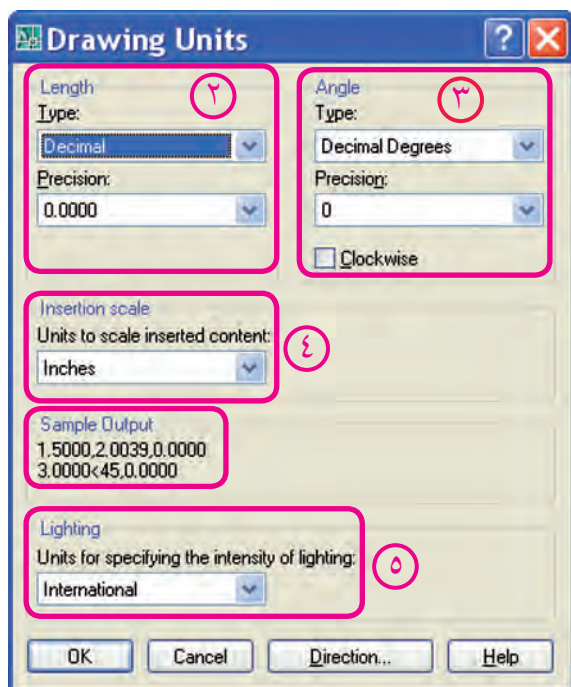 Drawing Units
Length
٢
Type:
Decimal
Precision:
0.0000
Angle
٣
Type:
Decimal Degrees
Precision:
0
Clockwise
Insertion scale
Units to scale inserted content:
Inches
٤
Sample Output
1.5000,2.0039,0.0000
3.0000<45,0.0000
Lighting
Units for specifying the intensity of lighting:
International
٥
OK
Cancel
Direction...
Help